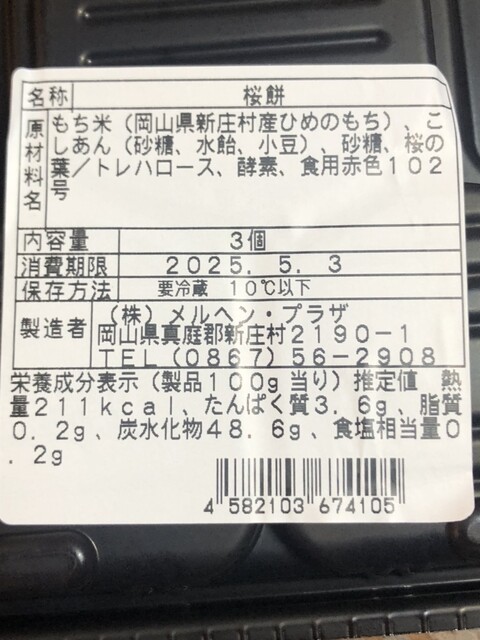 名称 桜餅
原材料名 もち米（岡山県新庄村産ひめのもち）、こ
しあん（砂糖、水飴、小豆）、砂糖、桜の
葉／トレハロース、酵素、食用赤色１０２
号
内容量 ３個
消費期限 ２０２５．５．３
保存方法 要冷蔵 １０℃以下
製造者 （株）メルヘン・プラザ
岡山県真庭郡新庄村２１９０－１
ＴＥＬ（０８６７）５６－２９０８
栄養成分表示（製品１００ｇ当り）推定値 熱
量２１１ｋｃａｌ、たんぱく質３．６ｇ、脂質
０．２ｇ、炭水化物４８．６ｇ、食塩相当量０
．２ｇ
4 582103 674105